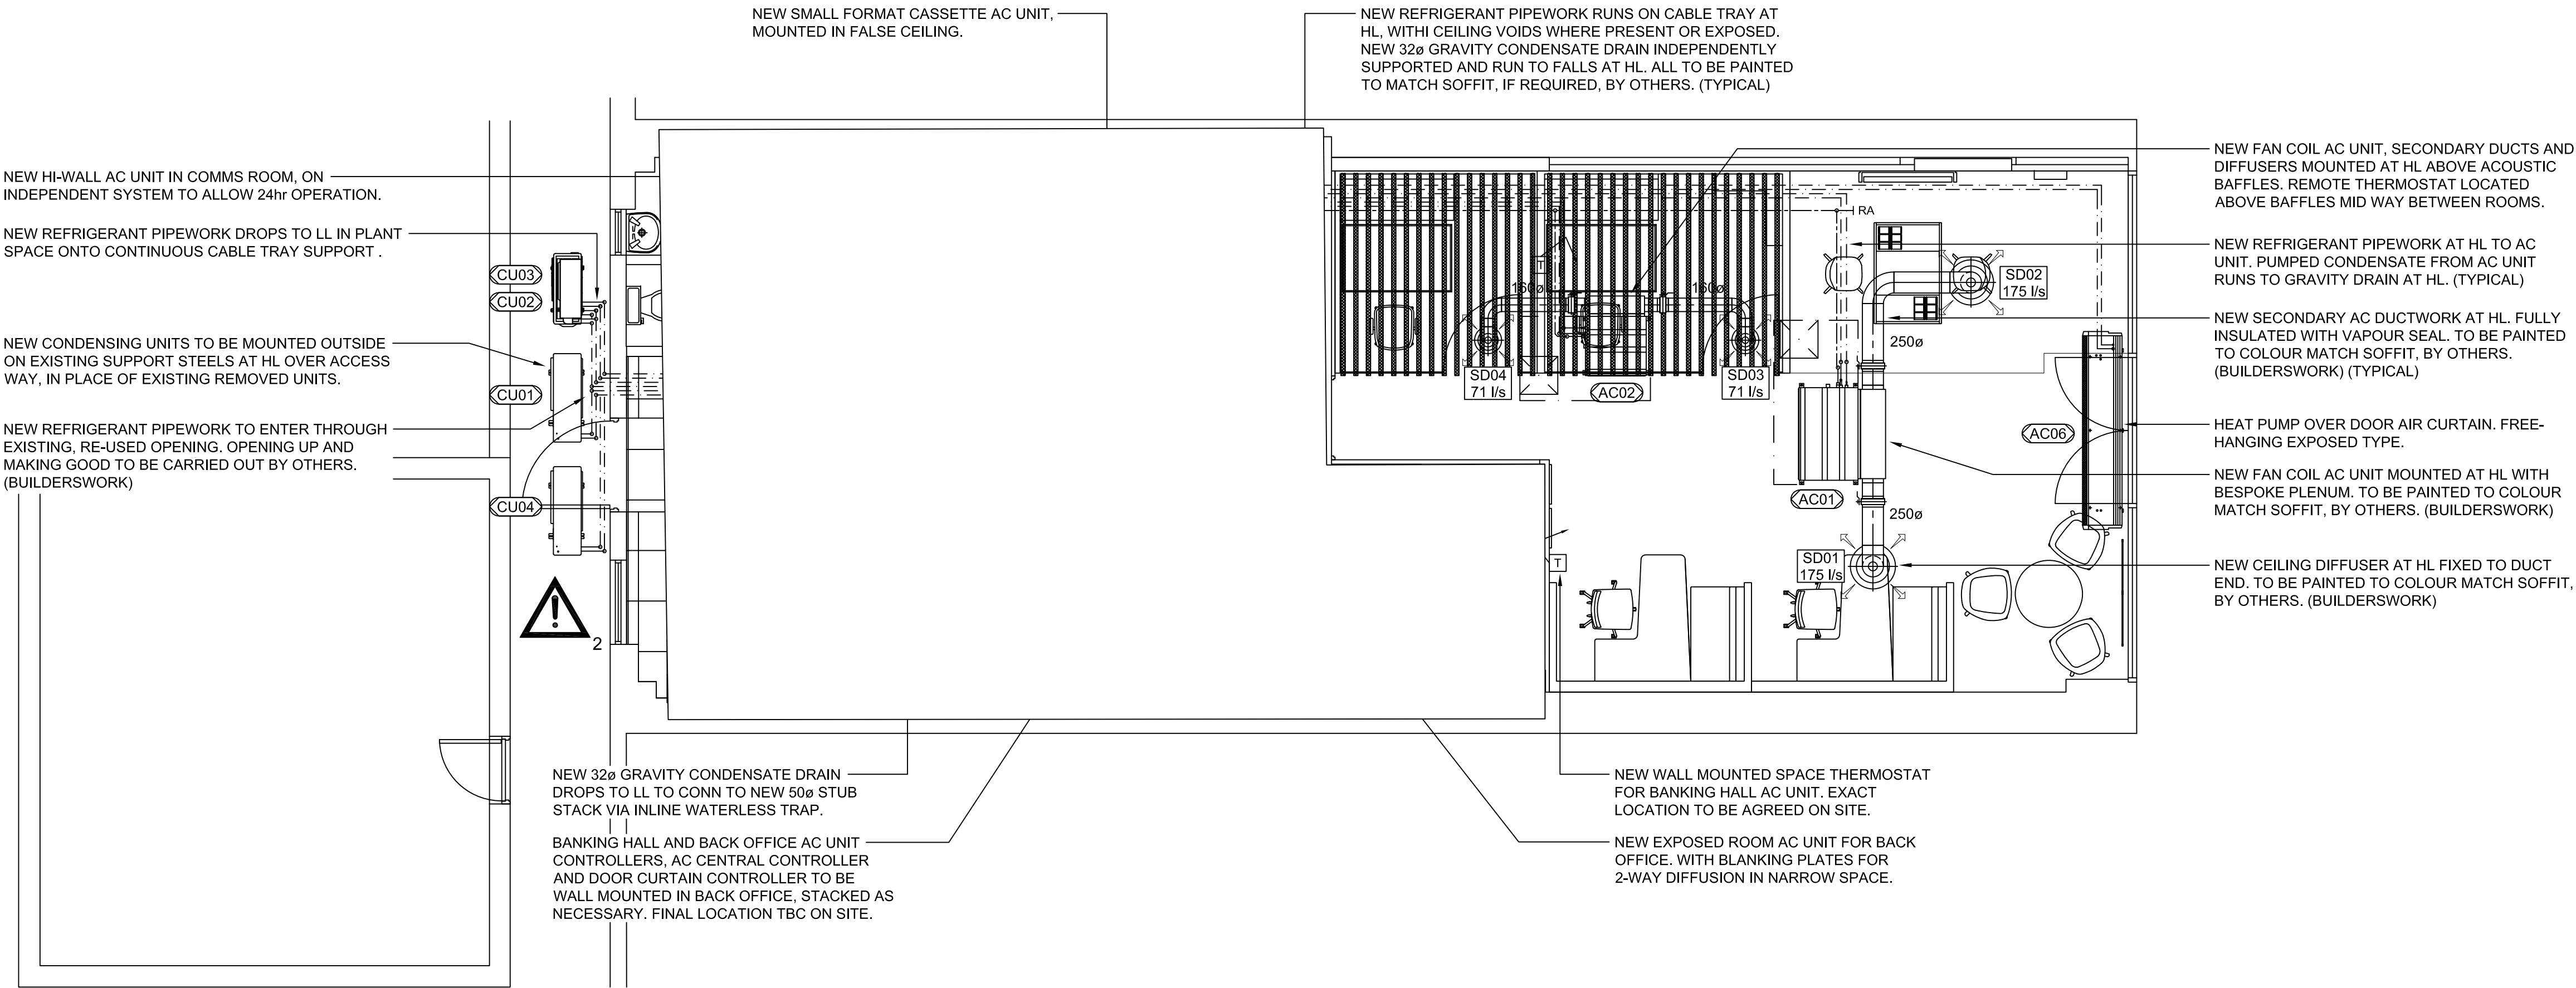 NEW SMALL FORMAT CASSETTE AC UNIT,
MOUNTED IN FALSE CEILING.
NEW REFRIGERANT PIPEWORK RUNS ON CABLE TRAY AT
HL, WITHI CEILING VOIDS WHERE PRESENT OR EXPOSED.
NEW 32ø GRAVITY CONDENSATE DRAIN INDEPENDENTLY
SUPPORTED AND RUN TO FALLS AT HL. ALL TO BE PAINTED
TO MATCH SOFFIT, IF REQUIRED, BY OTHERS. (TYPICAL)
NEW HI-WALL AC UNIT IN COMMS ROOM, ON
INDEPENDENT SYSTEM TO ALLOW 24hr OPERATION.
NEW REFRIGERANT PIPEWORK DROPS TO LL IN PLANT
SPACE ONTO CONTINUOUS CABLE TRAY SUPPORT .
NEW CONDENSING UNITS TO BE MOUNTED OUTSIDE
ON EXISTING SUPPORT STEELS AT HL OVER ACCESS
WAY, IN PLACE OF EXISTING REMOVED UNITS.
NEW REFRIGERANT PIPEWORK TO ENTER THROUGH
EXISTING, RE-USED OPENING. OPENING UP AND
MAKING GOOD TO BE CARRIED OUT BY OTHERS.
(BUILDERSWORK)
CU03
CU02
CU01
CU04
2
RA
T
160ø
160ø
SD04
71 l/s
AC02
SD03
71 l/s
SD02
175 l/s
250ø
AC01
250ø
AC06
SD01
175 l/s
T
NEW FAN COIL AC UNIT, SECONDARY DUCTS AND
DIFFUSERS MOUNTED AT HL ABOVE ACOUSTIC
BAFFLES. REMOTE THERMOSTAT LOCATED
ABOVE BAFFLES MID WAY BETWEEN ROOMS.
NEW REFRIGERANT PIPEWORK AT HL TO AC
UNIT. PUMPED CONDENSATE FROM AC UNIT
RUNS TO GRAVITY DRAIN AT HL. (TYPICAL)
NEW SECONDARY AC DUCTWORK AT HL. FULLY
INSULATED WITH VAPOUR SEAL. TO BE PAINTED
TO COLOUR MATCH SOFFIT, BY OTHERS.
(BUILDERSWORK) (TYPICAL)
HEAT PUMP OVER DOOR AIR CURTAIN. FREE-
HANGING EXPOSED TYPE.
NEW FAN COIL AC UNIT MOUNTED AT HL WITH
BESPOKE PLENUM. TO BE PAINTED TO COLOUR
MATCH SOFFIT, BY OTHERS. (BUILDERSWORK)
NEW CEILING DIFFUSER AT HL FIXED TO DUCT
END. TO BE PAINTED TO COLOUR MATCH SOFFIT,
BY OTHERS. (BUILDERSWORK)
NEW 32ø GRAVITY CONDENSATE DRAIN
DROPS TO LL TO CONN TO NEW 50ø STUB
STACK VIA INLINE WATERLESS TRAP.
BANKING HALL AND BACK OFFICE AC UNIT
CONTROLLERS, AC CENTRAL CONTROLLER
AND DOOR CURTAIN CONTROLLER TO BE
WALL MOUNTED IN BACK OFFICE, STACKED AS
NECESSARY. FINAL LOCATION TBC ON SITE.
NEW WALL MOUNTED SPACE THERMOSTAT
FOR BANKING HALL AC UNIT. EXACT
LOCATION TO BE AGREED ON SITE.
NEW EXPOSED ROOM AC UNIT FOR BACK
OFFICE. WITH BLANKING PLATES FOR
2-WAY DIFFUSION IN NARROW SPACE.